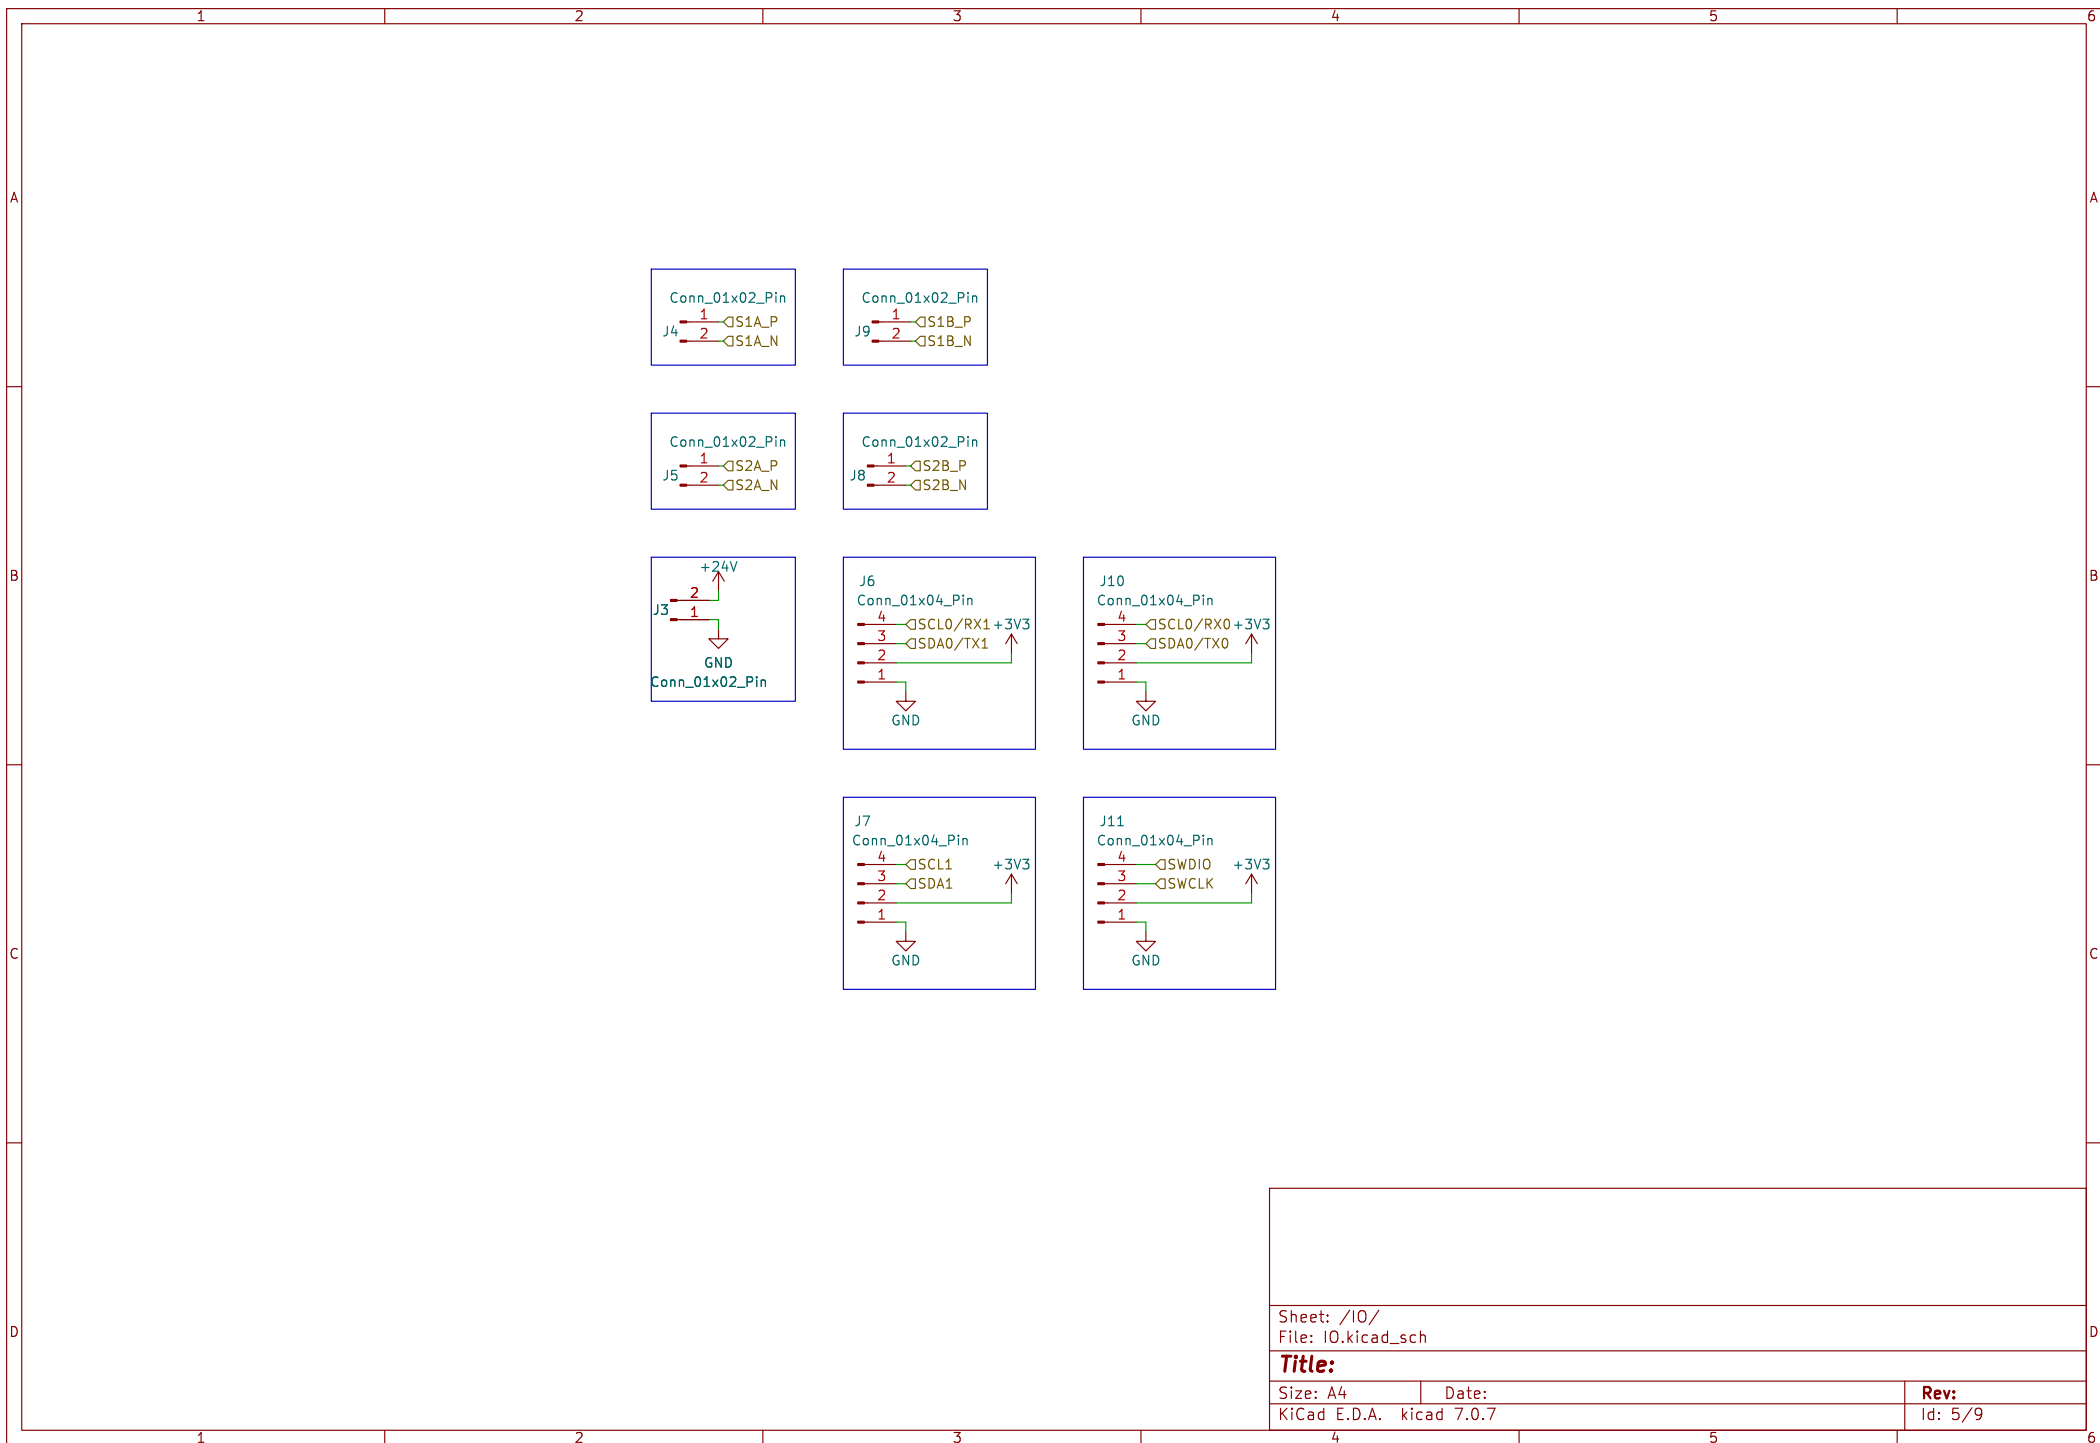 1 2 3 4 5 6
A A
Conn_01x02_Pin
J4
1 S1A_P
2 S1A_N
Conn_01x02_Pin
J9
1 S1B_P
2 S1B_N
Conn_01x02_Pin
J5
1 S2A_P
2 S2A_N
Conn_01x02_Pin
J8
1 S2B_P
2 S2B_N
B B
+24V
2
J3
1
GND
Conn_01x02_Pin
J6
Conn_01x04_Pin
4 SCL0/RX1 +3V3
3 SDA0/TX1
2
1
GND
J10
Conn_01x04_Pin
4 SCL0/RX0 +3V3
3 SDA0/TX0
2
1
GND
J7
Conn_01x04_Pin
4 SCL1 +3V3
3 SDA1
2
1
GND
J11
Conn_01x04_Pin
4 SWDIO +3V3
3 SWCLK
2
1
GND
C C
D D
Sheet: /IO/
File: IO.kicad_sch
Title:
Size: A4 Date: Rev:
KiCad E.D.A. kicad 7.0.7 Id: 5/9
1 2 3 4 5 6